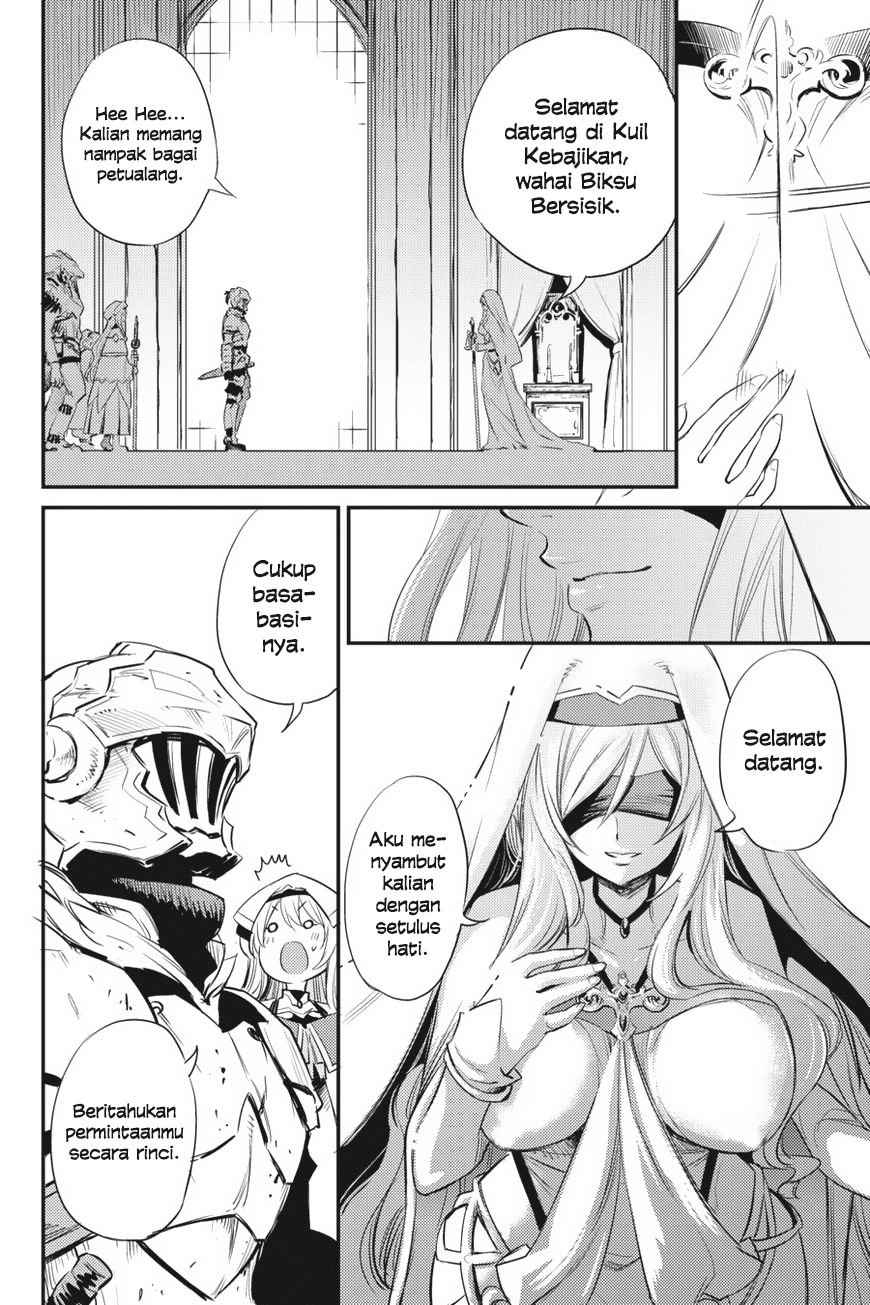 Selamat
datang di Kuil
Kebajikan,
wahai Biksu
Bersisik.
Hee Hee...
Kalian memang
nampak bagai
petualang.
Selamat
datang.
Aku me-
nyambut
kalian
dengan
setulus
hati.
Cukup
basa-
basi-
nya.
Beritahukan
permintaanmu
secara rinci.